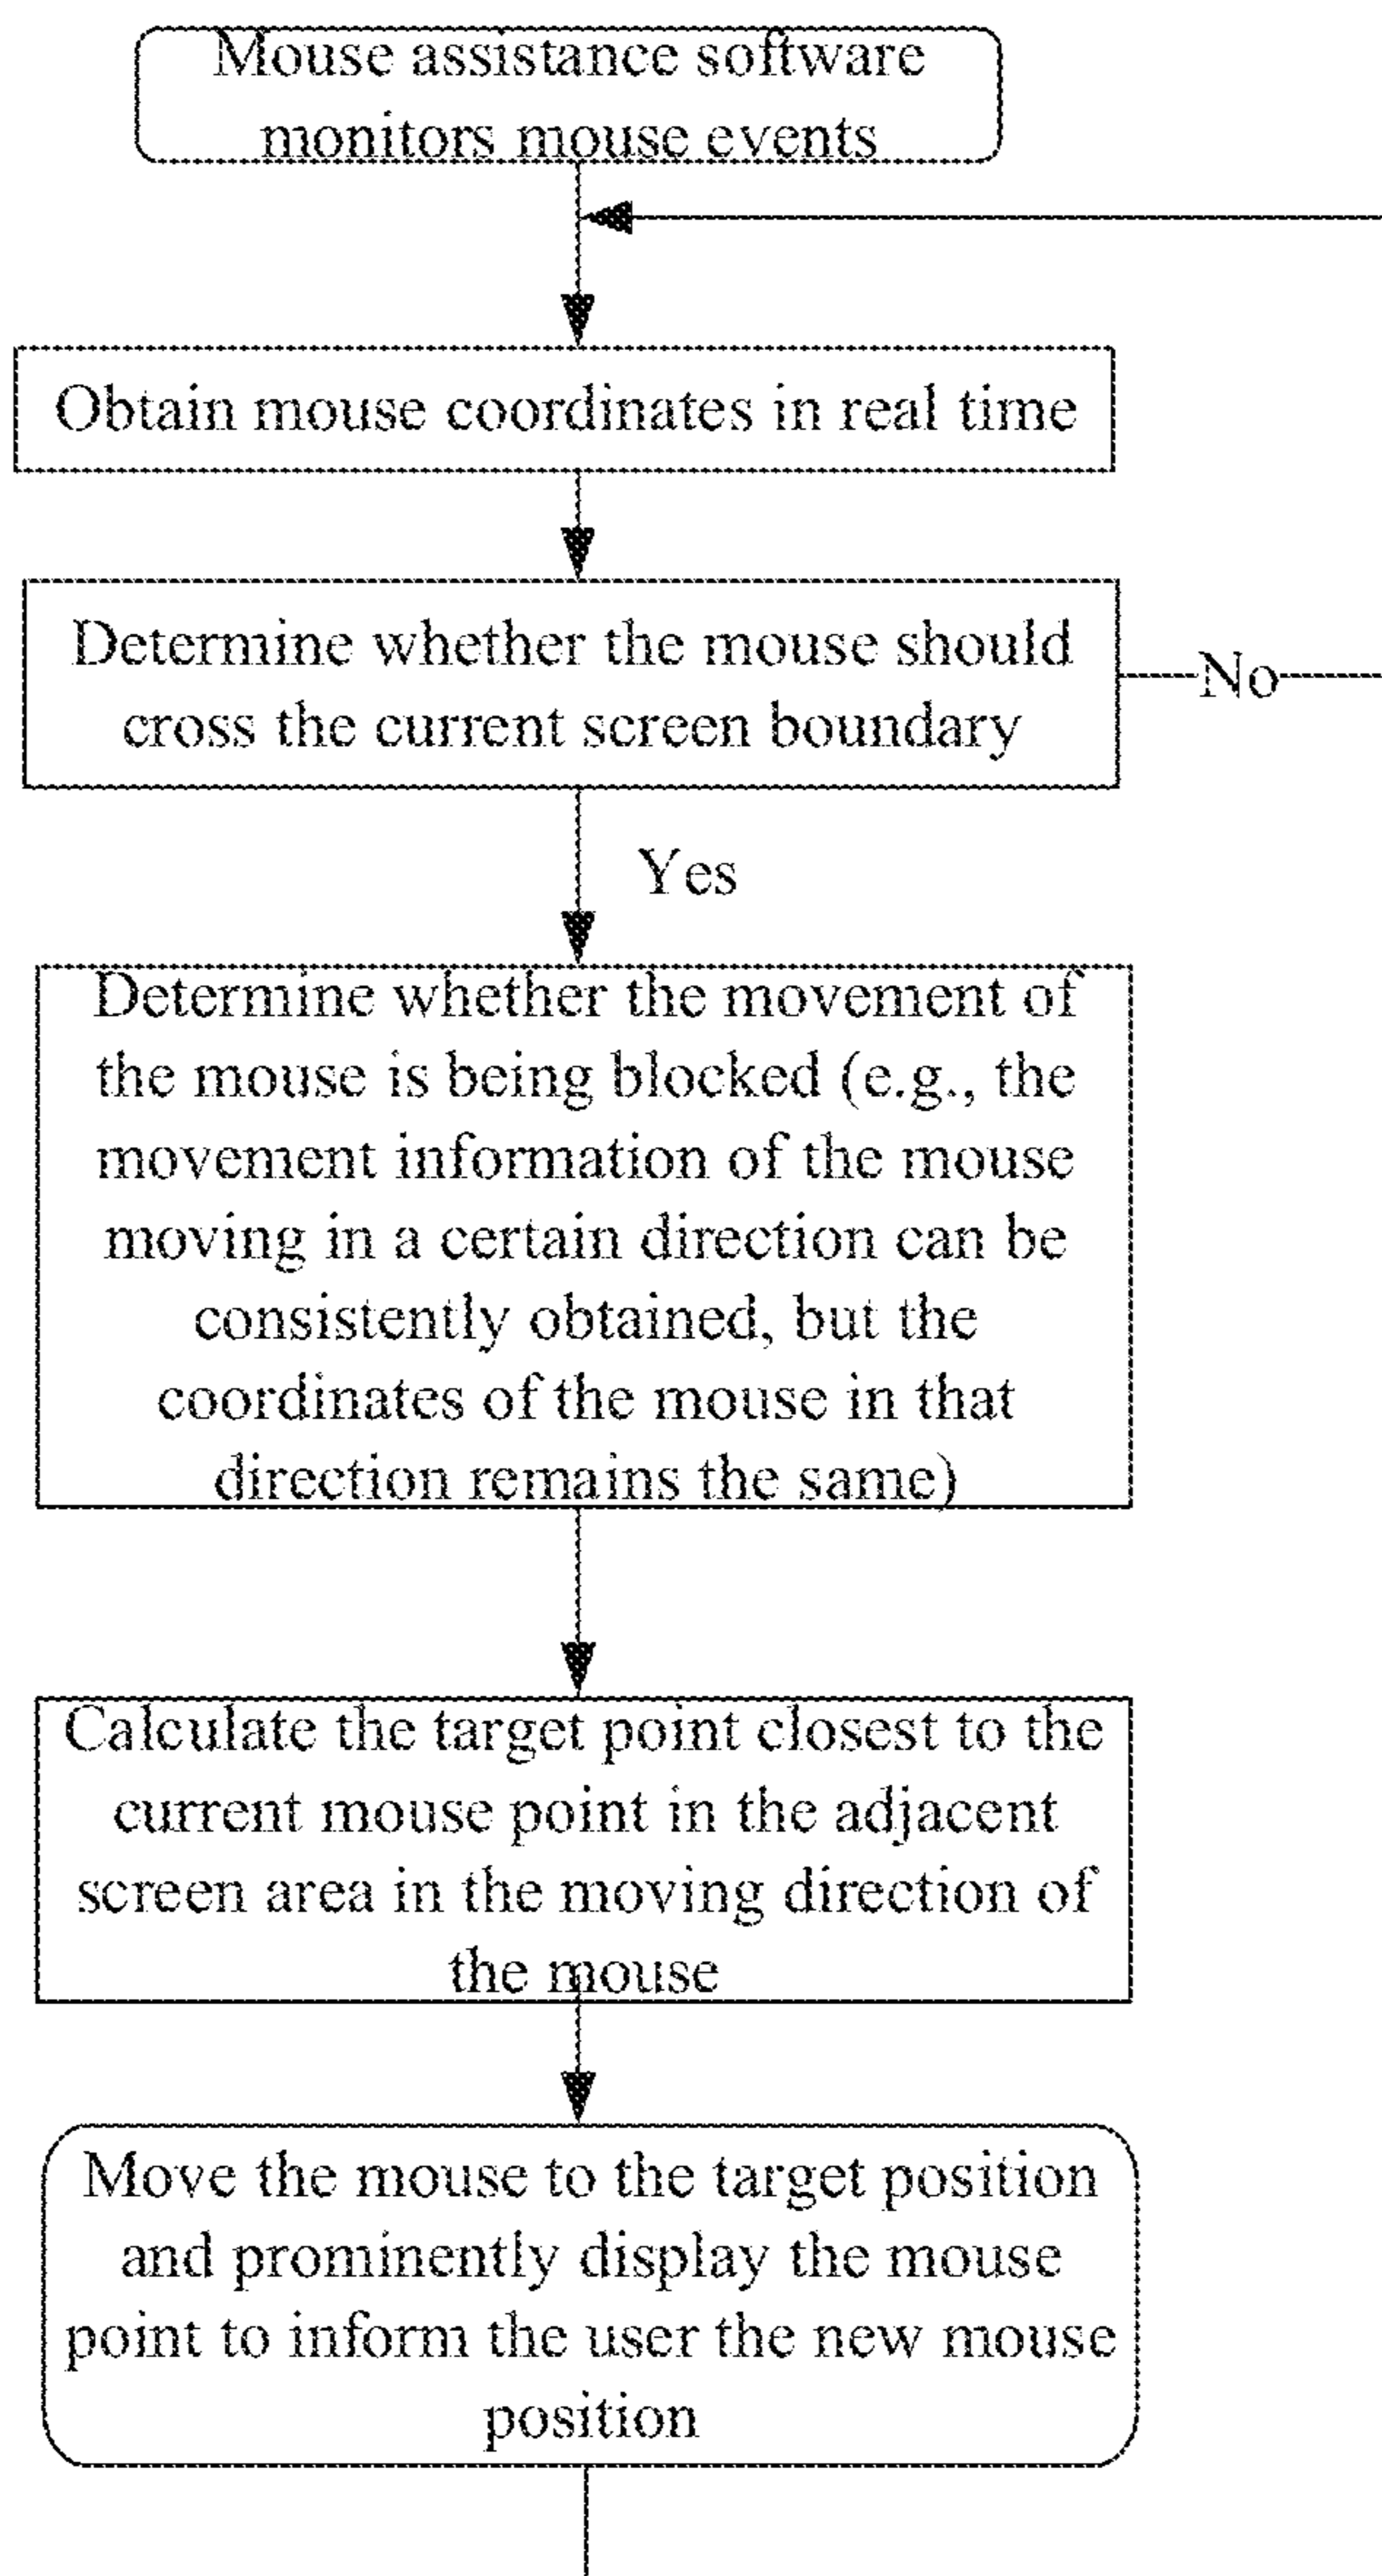 Mouse assistance software
monitors mouse events
Obtain mouse coordinates in real time
Determine whether the mouse should
cross the current screen boundary
No
Yes
Determine whether the movement of
the mouse is being blocked (e.g., the
movement information of the mouse
moving in a certain direction can be
consistently obtained, but the
coordinates of the mouse in that
direction remains the same)
Calculate the target point closest to the
current mouse point in the adjacent
screen area in the moving direction of
the mouse
Move the mouse to the target position
and prominently display the mouse
point to inform the user the new mouse
position